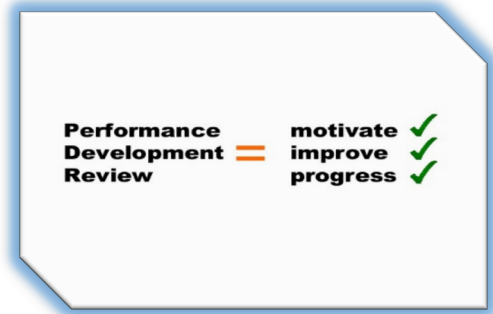 Performance motivate ✓
Development = improve ✓
Review progress ✓